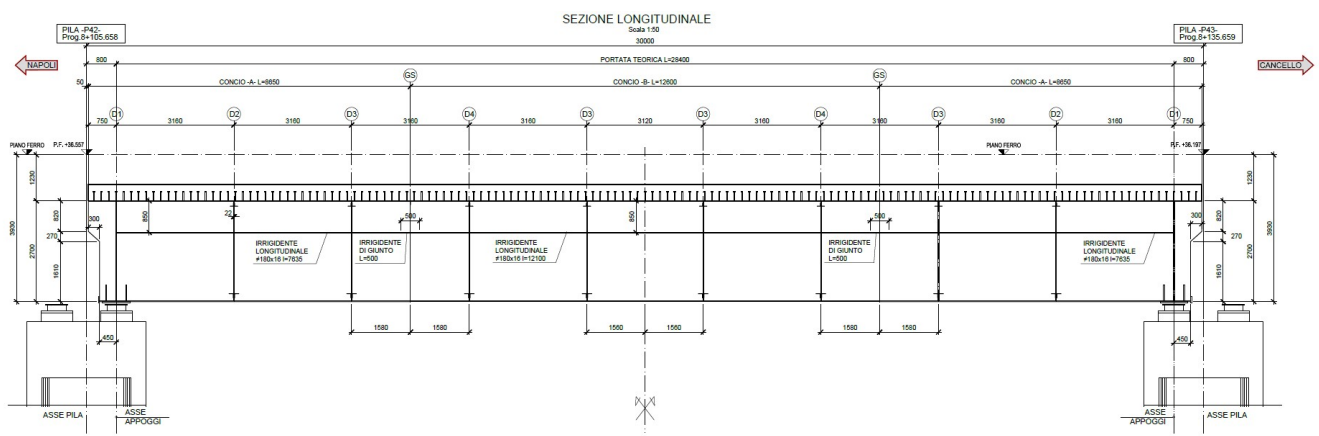 SEZIONE LONGITUDINALE
Scala 1:50
PILA -P42-
Prog.8+105.658
30000
PILA -P43-
Prog.8+135.659
NAPOLI
800
PORTATA TEORICA L=28400
800
CANCELLO
50
CONCIO -A- L=8650
GS
CONCIO -B- L=12600
GS
CONCIO -A- L=8650
D1
D2
D3
D4
D3
D3
D4
D3
D2
D1
750
3160
3160
3160
3160
3120
3160
3160
3160
3160
750
PIANO FERRO
P.F. +36.557
PIANO FERRO
P.F. +36.197
1230
1230
3930
2700
820
270
1610
300
850
22
500
850
500
300
820
270
1610
2700
3930
IRRIGIDENTE
LONGITUDINALE
≠180x16 l=7635
IRRIGIDENTE
DI GIUNTO
L=500
IRRIGIDENTE
LONGITUDINALE
≠180x16 l=12100
IRRIGIDENTE
DI GIUNTO
L=500
IRRIGIDENTE
LONGITUDINALE
≠180x16 l=7635
450
1580
1580
1560
1560
1580
1580
450
ASSE PILA
ASSE
APPOGGI
ASSE
APPOGGI
ASSE PILA